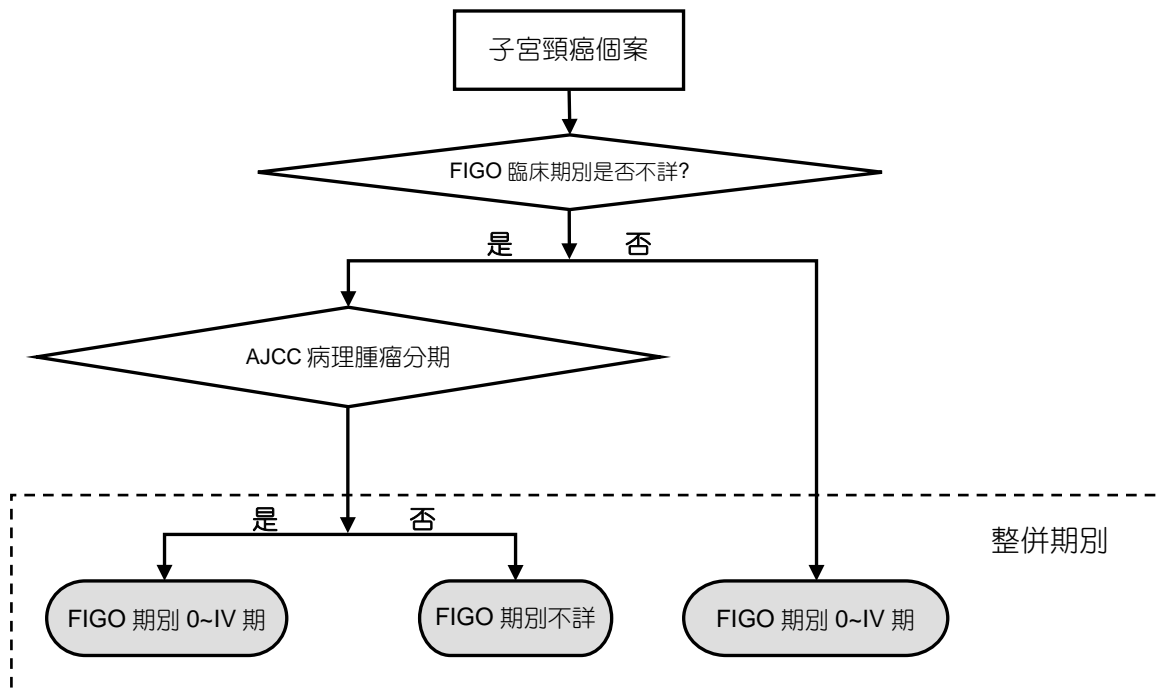 子宮頸癌個案
FIGO 臨床期別是否不詳?
是 否
AJCC 病理腫瘤分期
是 否
整併期別
FIGO 期別 0~IV 期
FIGO 期別不詳
FIGO 期別 0~IV 期